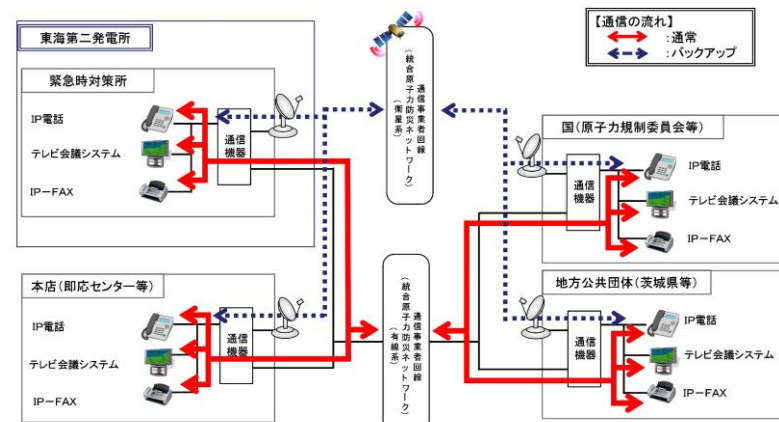 【通信の流れ】
:通常
:バックアップ
東海第二発電所
緊急時対策所
IP電話
テレビ会議システム
IP-FAX
通信機器
通信事業者回線
(統合原子力防災ネットワーク)
(衛星系)
国(原子力規制委員会等)
通信機器
IP電話
テレビ会議システム
IP-FAX
本店(即応センター等)
IP電話
テレビ会議システム
IP-FAX
通信機器
通信事業者回線
(統合原子力防災ネットワーク)
(有線系)
地方公共団体(茨城県等)
通信機器
IP電話
テレビ会議システム
IP-FAX